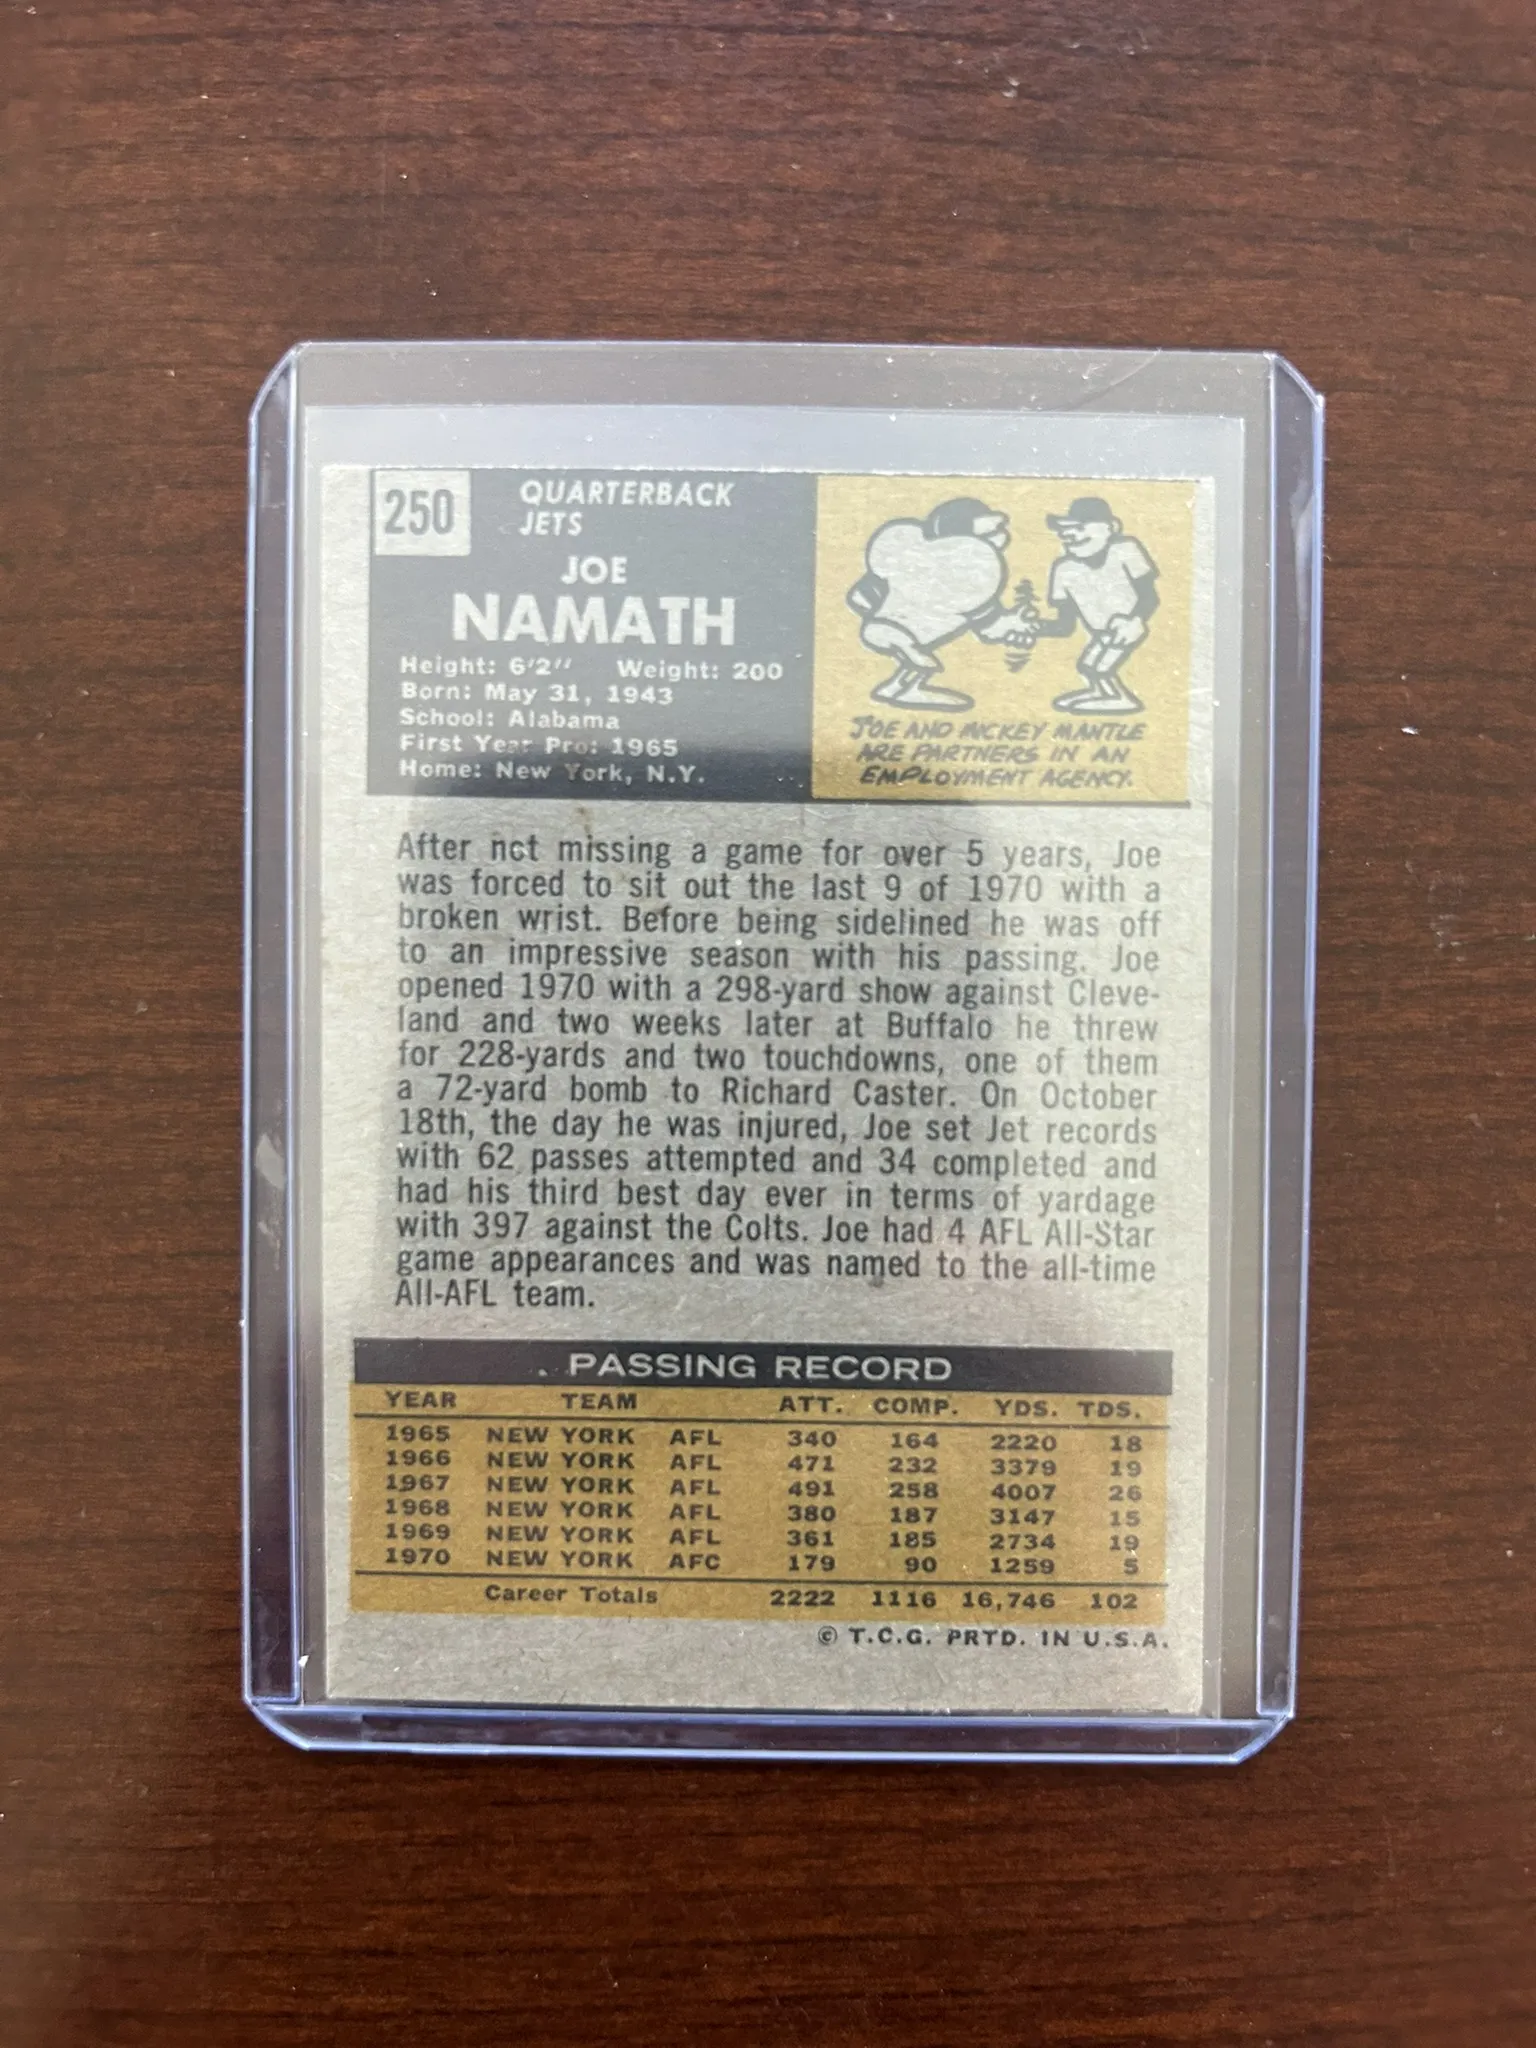 250
QUARTERBACK
JETS
JOE
NAMATH
Height: 6'2" Weight: 200
Born: May 31, 1943
School: Alabama
First Year Pro: 1965
Home: New York, N.Y.
JOE AND MICKEY MANTLE
ARE PARTNERS IN AN
EMPLOYMENT AGENCY.
After not missing a game for over 5 years, Joe
was forced to sit out the last 9 of 1970 with a
broken wrist. Before being sidelined he was off
to an impressive season with his passing. Joe
opened 1970 with a 298-yard show against Cleve-
land and two weeks later at Buffalo he threw
for 228-yards and two touchdowns, one of them
a 72-yard bomb to Richard Caster. On October
18th, the day he was injured, Joe set Jet records
with 62 passes attempted and 34 completed and
had his third best day ever in terms of yardage
with 397 against the Colts. Joe had 4 AFL All-Star
game appearances and was named to the all-time
All-AFL team.
PASSING RECORD
YEAR TEAM ATT. COMP. YDS. TDS.
1965 NEW YORK AFL 340 164 2220 18
1966 NEW YORK AFL 471 232 3379 19
1967 NEW YORK AFL 491 258 4007 26
1968 NEW YORK AFL 380 187 3147 15
1969 NEW YORK AFL 361 185 2734 19
1970 NEW YORK AFC 179 90 1259 5
Career Totals 2222 1116 16,746 102
© T.C.G. PRTD. IN U.S.A.